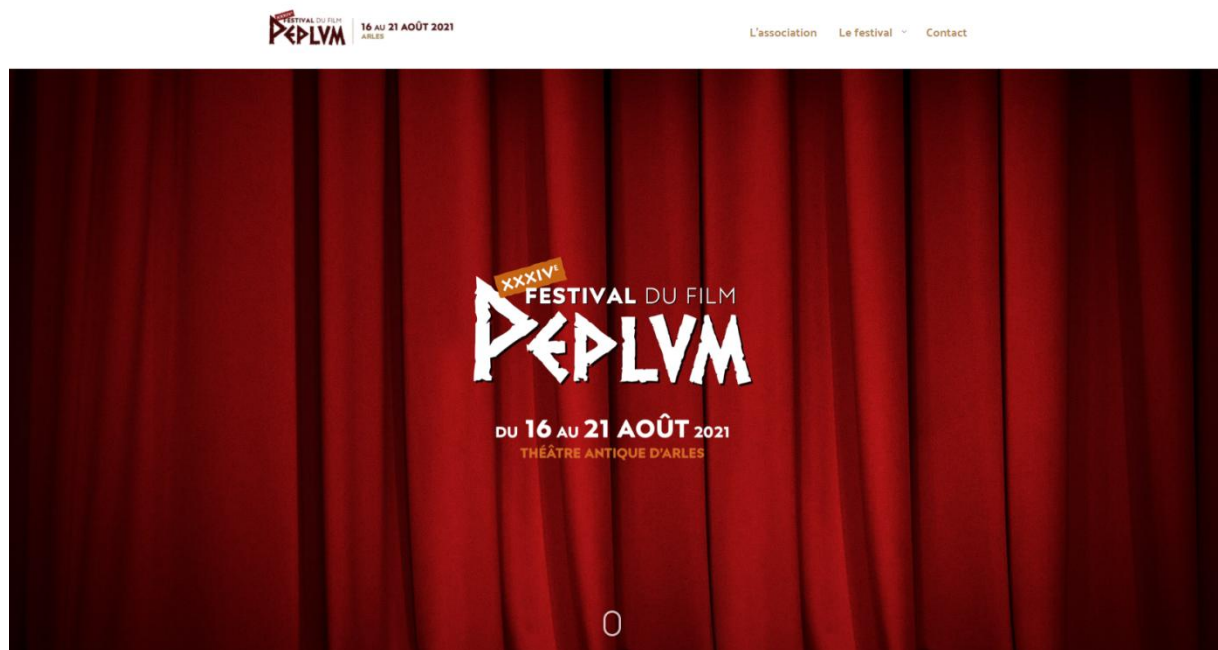 FESTIVAL DU FILM
PEPLVM
16 AU 21 AOÛT 2021
ARLES
L'association
Le festival
Contact
XXXIVE
FESTIVAL DU FILM
PEPLVM
DU 16 AU 21 AOÛT 2021
THÉÂTRE ANTIQUE D'ARLES